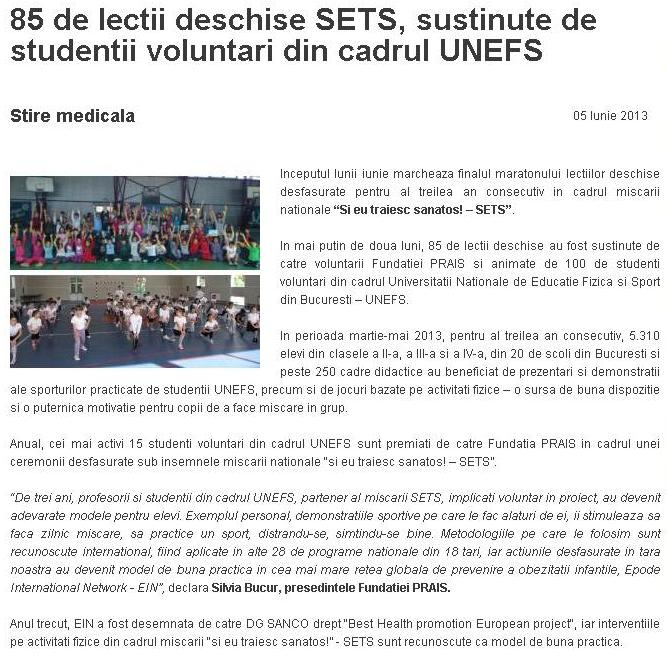 85 de lectii deschise SETS, sustinute de
studentii voluntari din cadrul UNEFS
Stire medicala
05 Iunie 2013
Inceputul lunii iunie marcheaza finalul maratonului lectiilor deschise
desfasurate pentru al treilea an consecutiv in cadrul miscarii
nationale “Si eu traiesc sanatos! – SETS”.
In mai putin de doua luni, 85 de lectii deschise au fost sustinute de
catre voluntarii Fundatiei PRAIS si animate de 100 de studenti
voluntari din cadrul Universitatii Nationale de Educatie Fizica si Sport
din Bucuresti – UNEFS.
In perioada martie-mai 2013, pentru al treilea an consecutiv, 5.310
elevi din clasele a II-a, a III-a si a IV-a, din 20 de scoli din Bucuresti si
peste 250 cadre didactice au beneficiat de prezentari si demonstratii
ale sporturilor practicate de studentii UNEFS, precum si de jocuri bazate pe activitati fizice – o sursa de buna dispozitie
si o puternica motivatie pentru copii de a face miscare in grup.
Anual, cei mai activi 15 studenti voluntari din cadrul UNEFS sunt premiati de catre Fundatia PRAIS in cadrul unei
ceremonii desfasurate sub insemnele miscarii nationale “si eu traiesc sanatos! – SETS”.
“De trei ani, profesorii si studentii din cadrul UNEFS, partener al miscarii SETS, implicati voluntar in proiect, au devenit
adevarate modele pentru elevi. Exemplul personal, demonstratiile sportive pe care le fac alaturi de ei, ii stimuleaza sa
faca zilnic miscare, sa practice un sport, distrandu-se, simtindu-se bine. Metodologiile pe care le folosim sunt
recunoscute international, fiind aplicate in alte 28 de programe nationale din 18 tari, iar actiunile desfasurate in tara
noastra au devenit model de buna practica in cea mai mare retea globala de prevenire a obezitatii infantile, Epode
International Network - EIN”, declara Silvia Bucur, presedintele Fundatiei PRAIS.
Anul trecut, EIN a fost desemnata de catre DG SANCO drept “Best Health promotion European project”, iar interventiile
pe activitati fizice din cadrul miscarii “si eu traiesc sanatos!” - SETS sunt recunoscute ca model de buna practica.